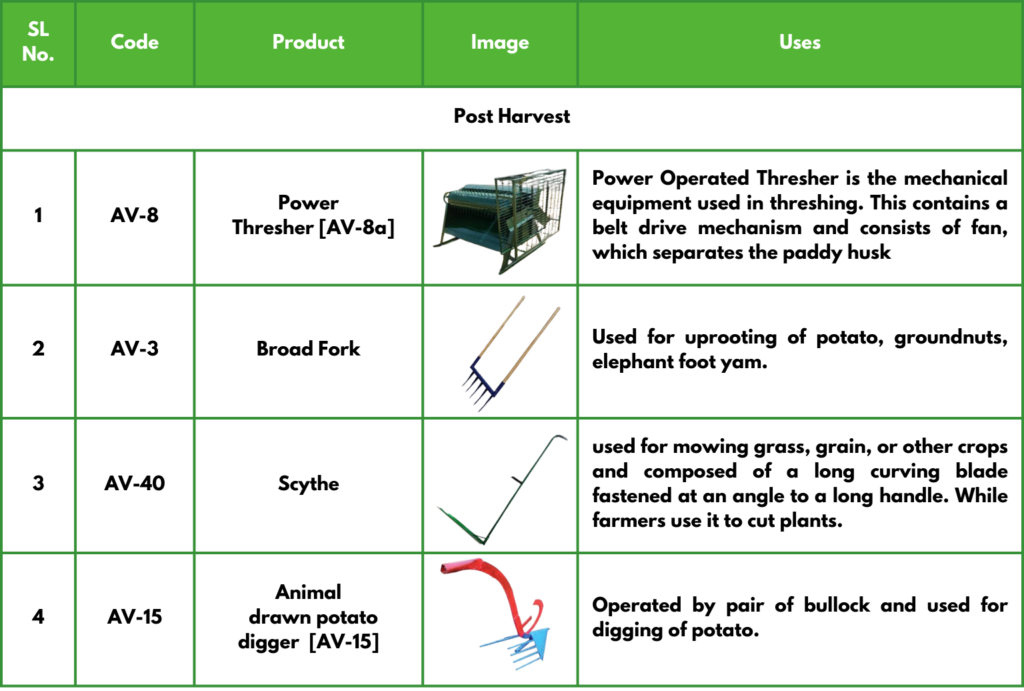 SL
No.
Code
Product
Image
Uses
Post Harvest
1
AV-8
Power
Thresher [AV-8a]
Power Operated Thresher is the mechanical
equipment used in threshing. This contains a
belt drive mechanism and consists of fan,
which separates the paddy husk
2
AV-3
Broad Fork
Used for uprooting of potato, groundnuts,
elephant foot yam.
3
AV-40
Scythe
used for mowing grass, grain, or other crops
and composed of a long curving blade
fastened at an angle to a long handle. While
farmers use it to cut plants.
4
AV-15
Animal
drawn potato
digger [AV-15]
Operated by pair of bullock and used for
digging of potato.